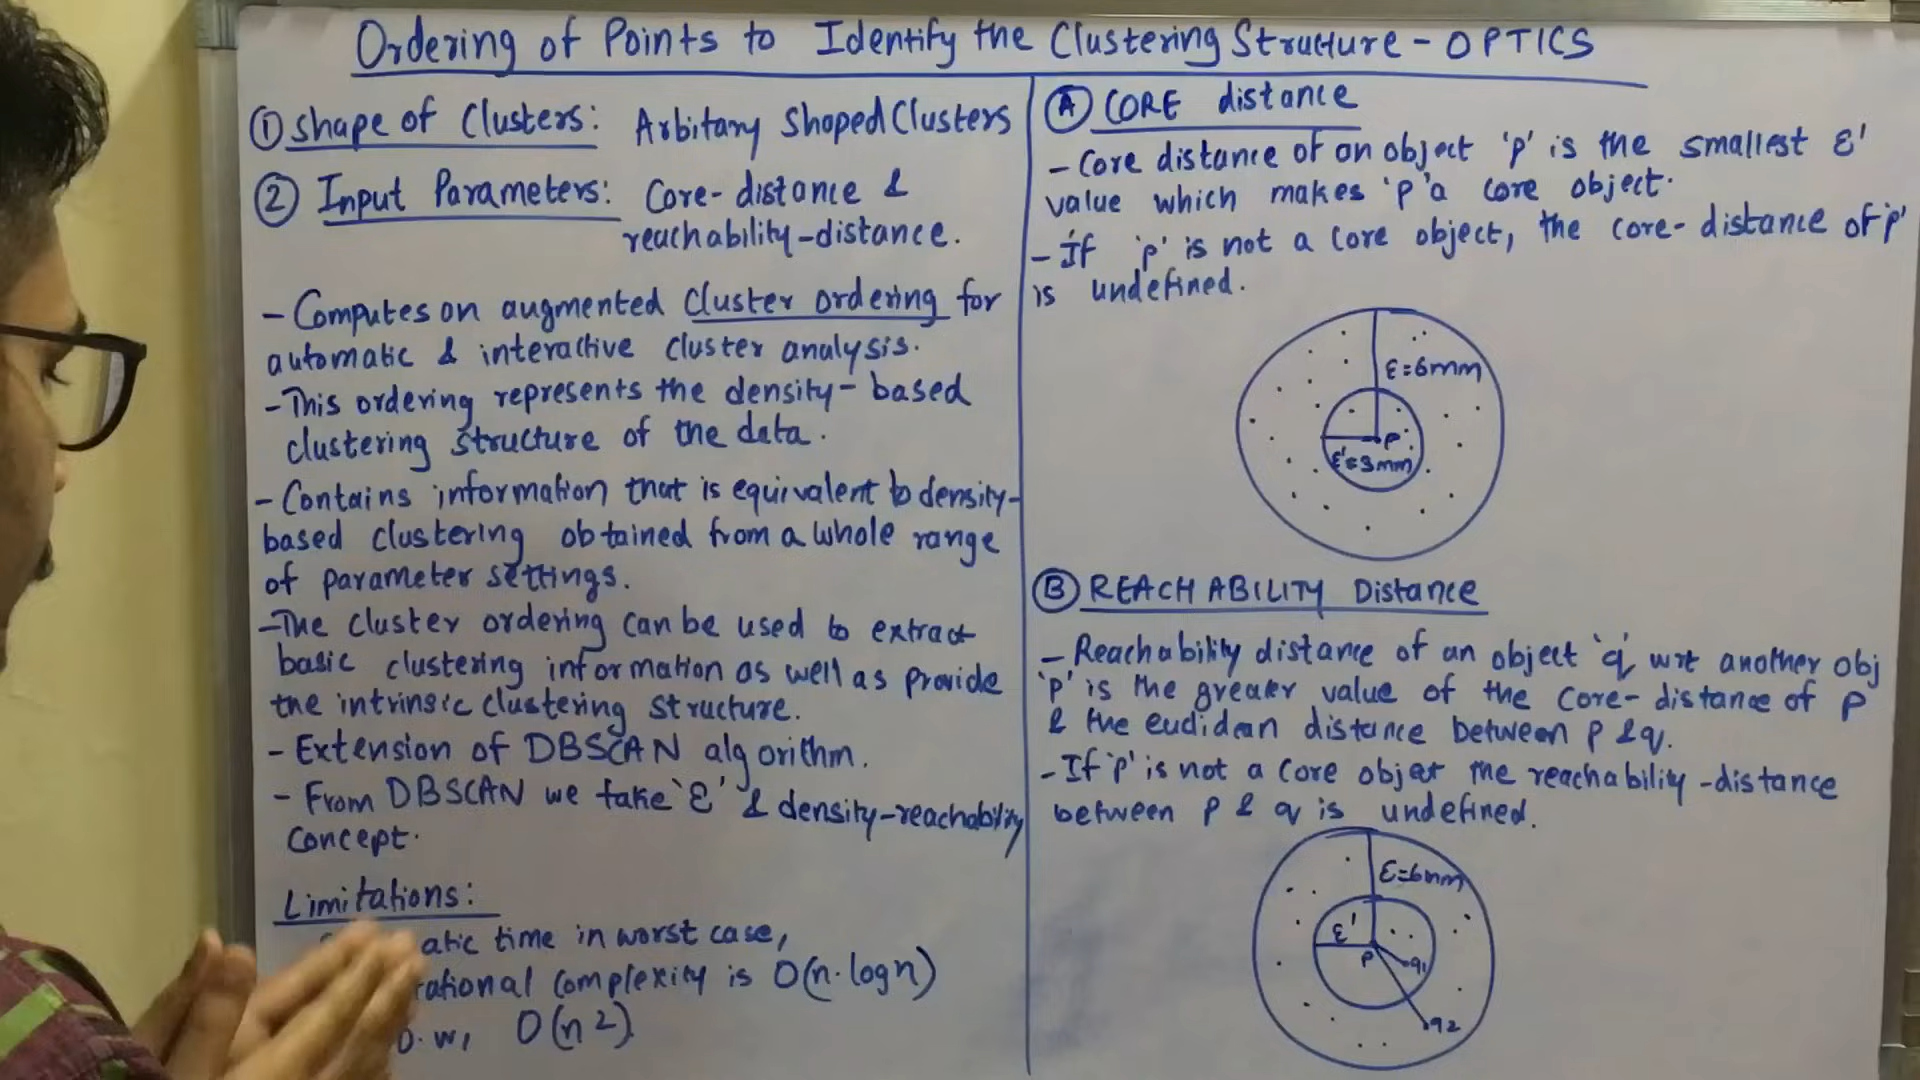 Ordering of Points to Identify the Clustering Structure - OPTICS
① Shape of Clusters: Arbitary Shaped Clusters
② Input Parameters: Core-distance &
reachability-distance.
- Computes an augmented cluster ordering for
automatic & interactive cluster analysis.
- This ordering represents the density-based
clustering structure of the data.
- Contains information that is equivalent to density-
based clustering obtained from a whole range
of parameter settings.
- The cluster ordering can be used to extract
basic clustering information as well as provide
the intrinsic clustering structure.
- Extension of DBSCAN algorithm.
- From DBSCAN we take 'ε' & density-reachability
concept.
Limitations:
atic time in worst case,
ational complexity is O(n.logn)
O.W, O(n2)
Ⓐ CORE distance
- Core distance of an object 'p' is the smallest ε'
value which makes 'p' a core object.
- If 'p' is not a core object, the core-distance of 'p'
is undefined.
ε=6mm
P
ε'=3mm
Ⓑ REACHABILITY Distance
- Reachability distance of an object 'q' wrt another obj
'p' is the greater value of the core-distance of p
& the euclidean distance between p & q.
- If 'p' is not a core object the reachability-distance
between p & q is undefined.
ε=6mm
ε'
P
q1
q2